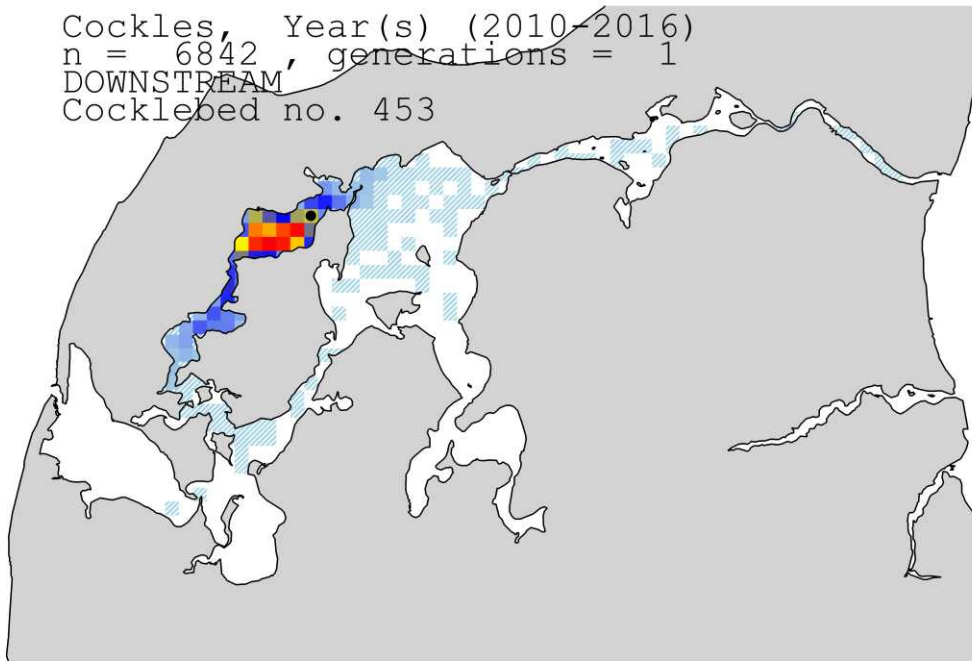 Cockles, Year(s) (2010-2016)
n = 6842 , generations = 1
DOWNSTREAM
Cocklebed no. 453